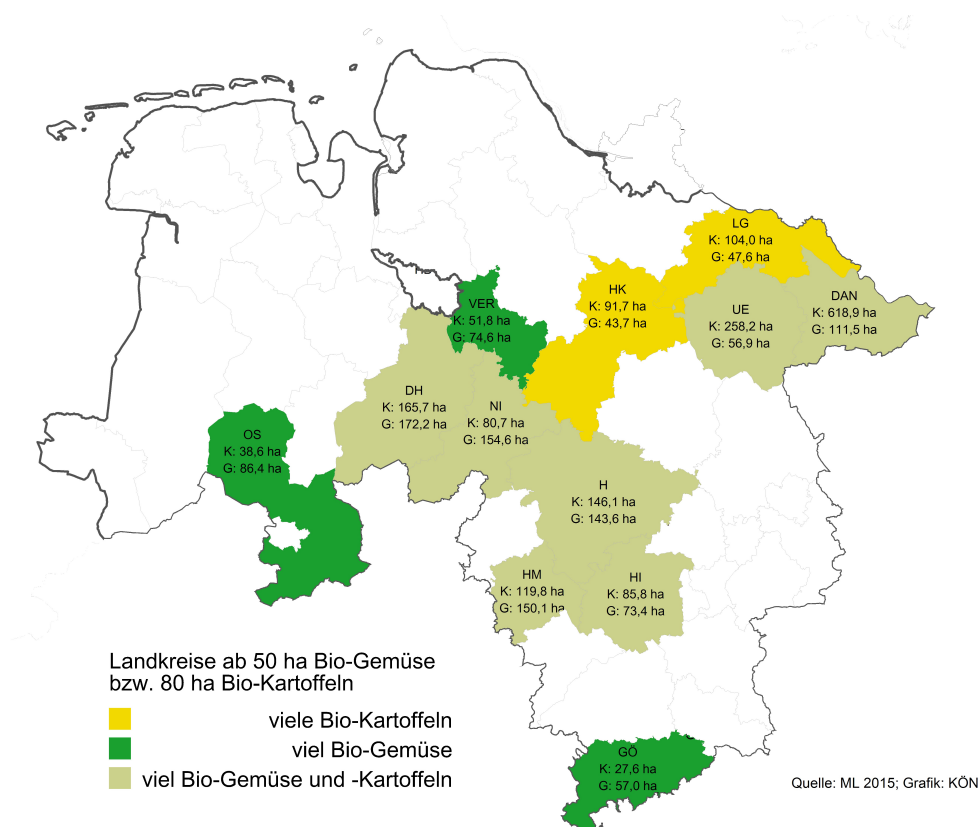 LG
K: 104,0 ha
G: 47,6 ha
HK
K: 91,7 ha
G: 43,7 ha
DAN
K: 618,9 ha
G: 111,5 ha
UE
K: 258,2 ha
G: 56,9 ha
VER
K: 51,8 ha
G: 74,6 ha
DH
K: 165,7 ha
G: 172,2 ha
NI
K: 80,7 ha
G: 154,6 ha
OS
K: 38,6 ha
G: 86,4 ha
H
K: 146,1 ha
G: 143,6 ha
HM
K: 119,8 ha
G: 150,1 ha
HI
K: 85,8 ha
G: 73,4 ha
Landkreise ab 50 ha Bio-Gemüse
bzw. 80 ha Bio-Kartoffeln
viele Bio-Kartoffeln
viel Bio-Gemüse
viel Bio-Gemüse und -Kartoffeln
GÖ
K: 27,6 ha
G: 57,0 ha
Quelle: ML 2015; Grafik: KÖN